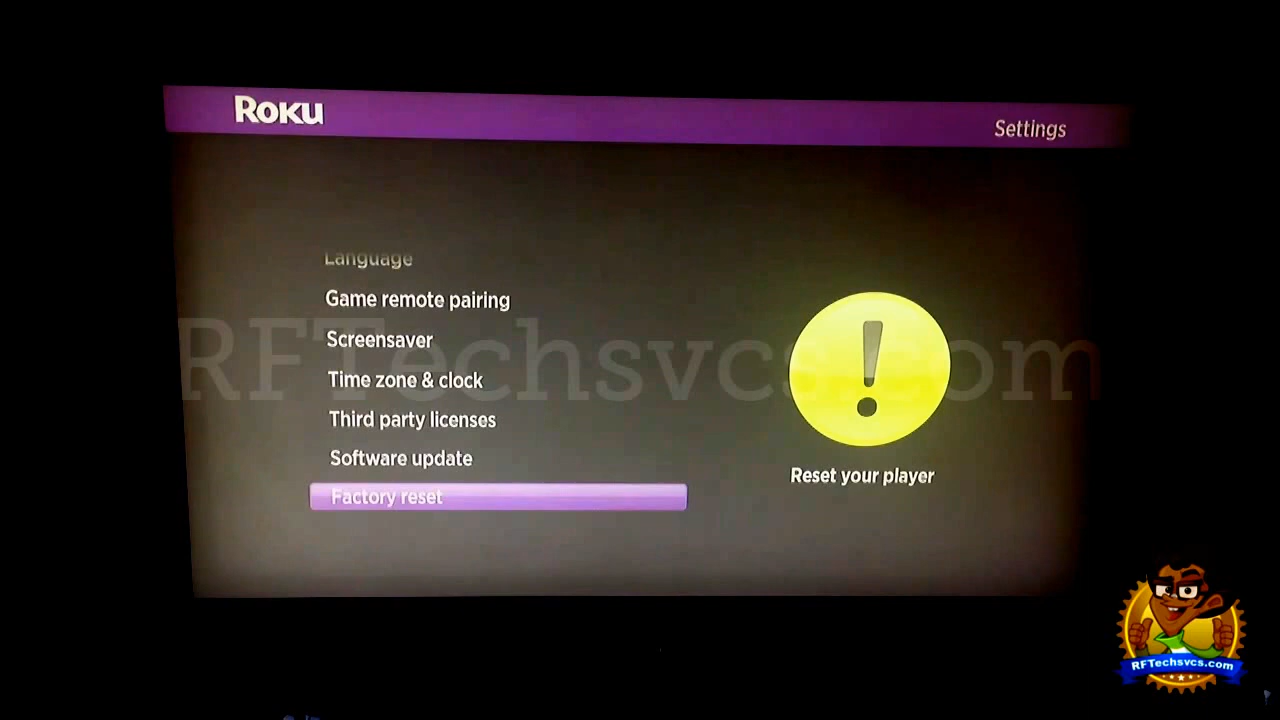 Roku
Settings
Language
Game remote pairing
Screensaver
RFTechsvcs.com
Time zone & clock
Third party licenses
Software update
Factory reset
Reset your player
RFTechsvcs.com